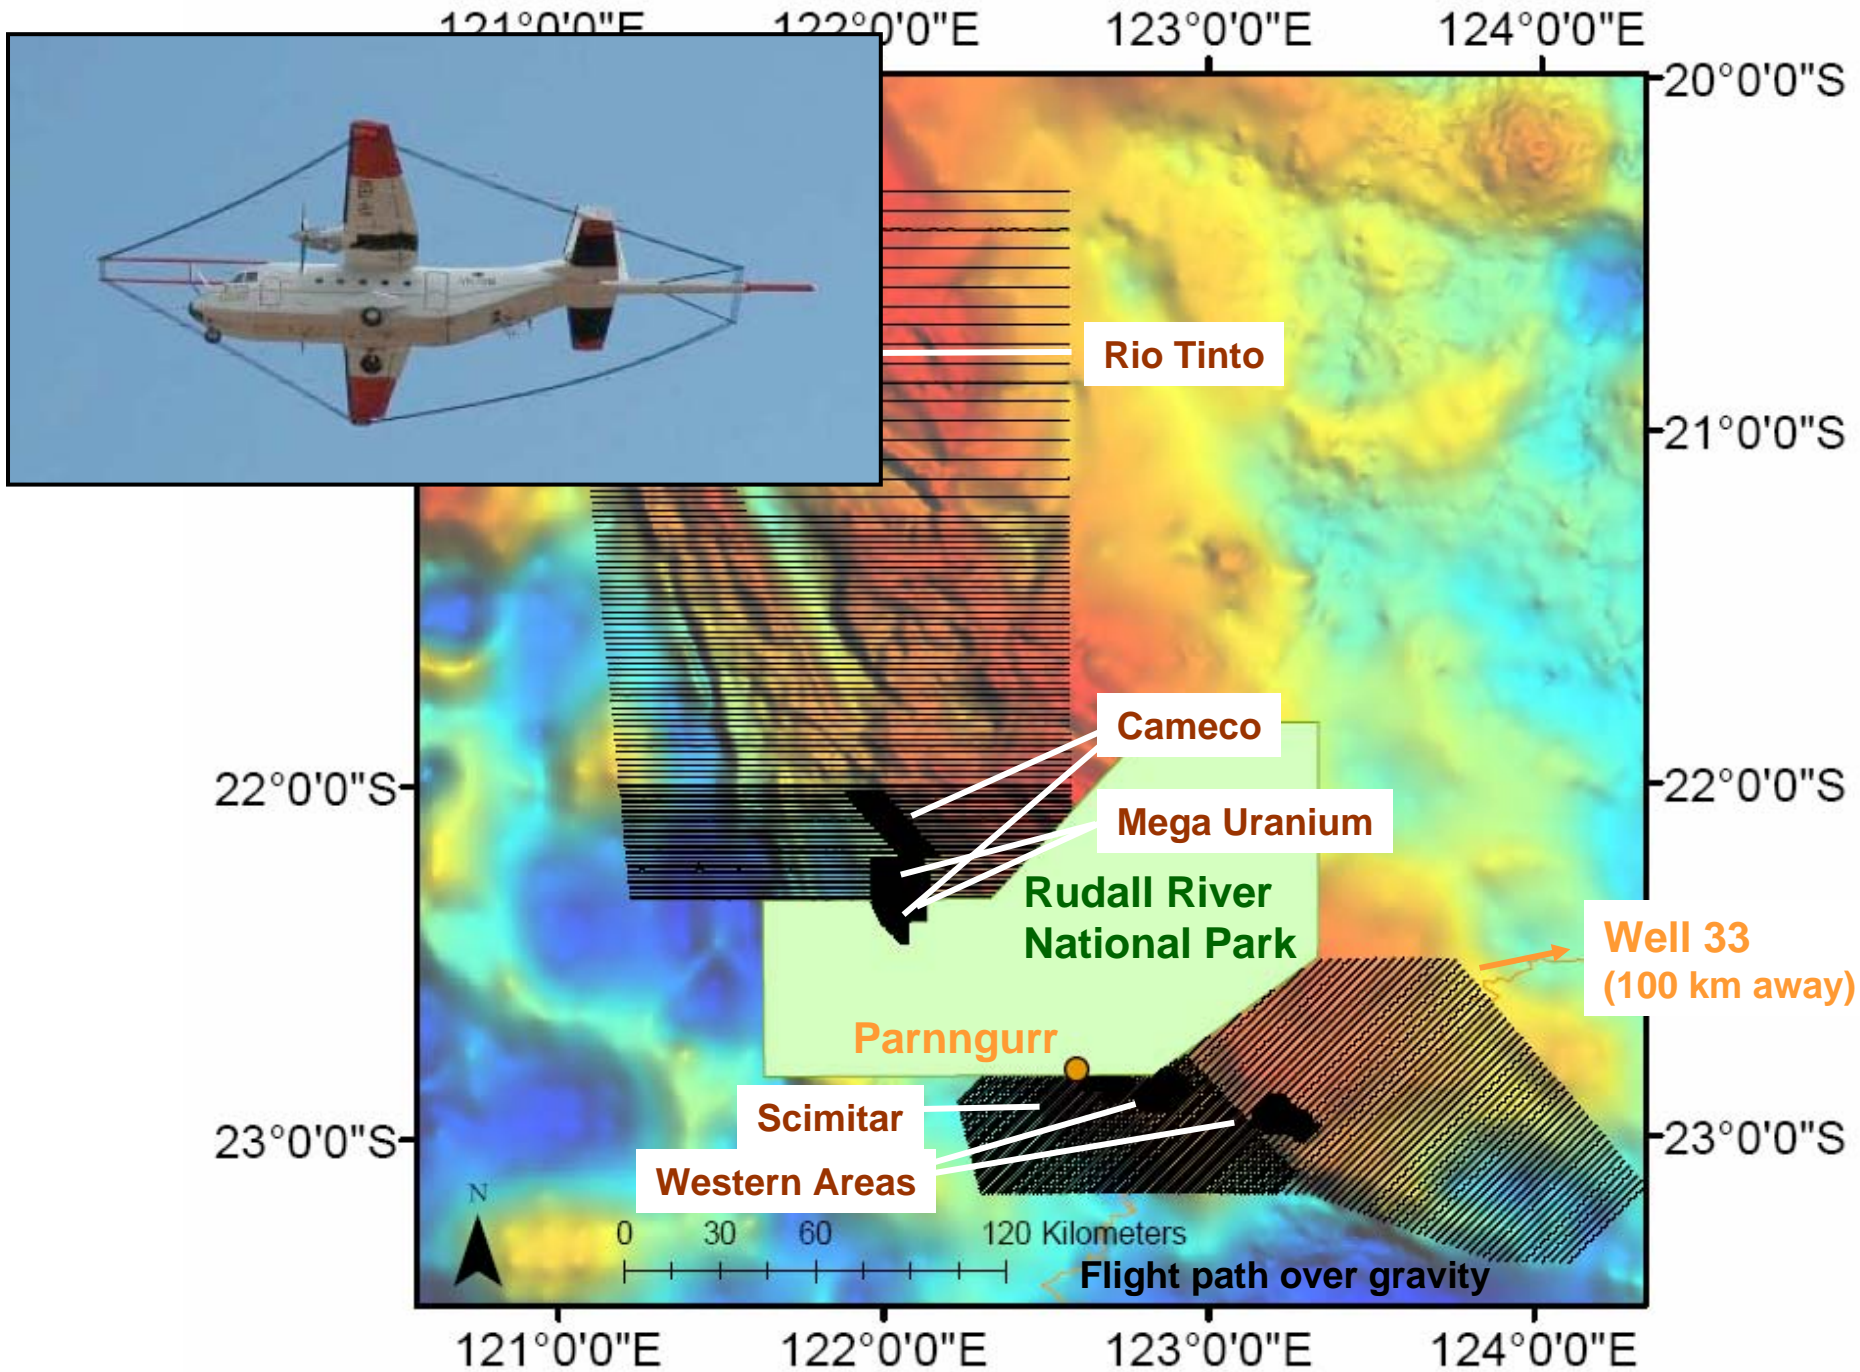 121°0'0"E
122°0'0"E
123°0'0"E
124°0'0"E
20°0'0"S
Rio Tinto
21°0'0"S
Cameco
22°0'0"S
22°0'0"S
Mega Uranium
Rudall River
National Park
Well 33
(100 km away)
Parnngurr
Scimitar
23°0'0"S
23°0'0"S
Western Areas
N
0 30 60 120 Kilometers
Flight path over gravity
121°0'0"E
122°0'0"E
123°0'0"E
124°0'0"E